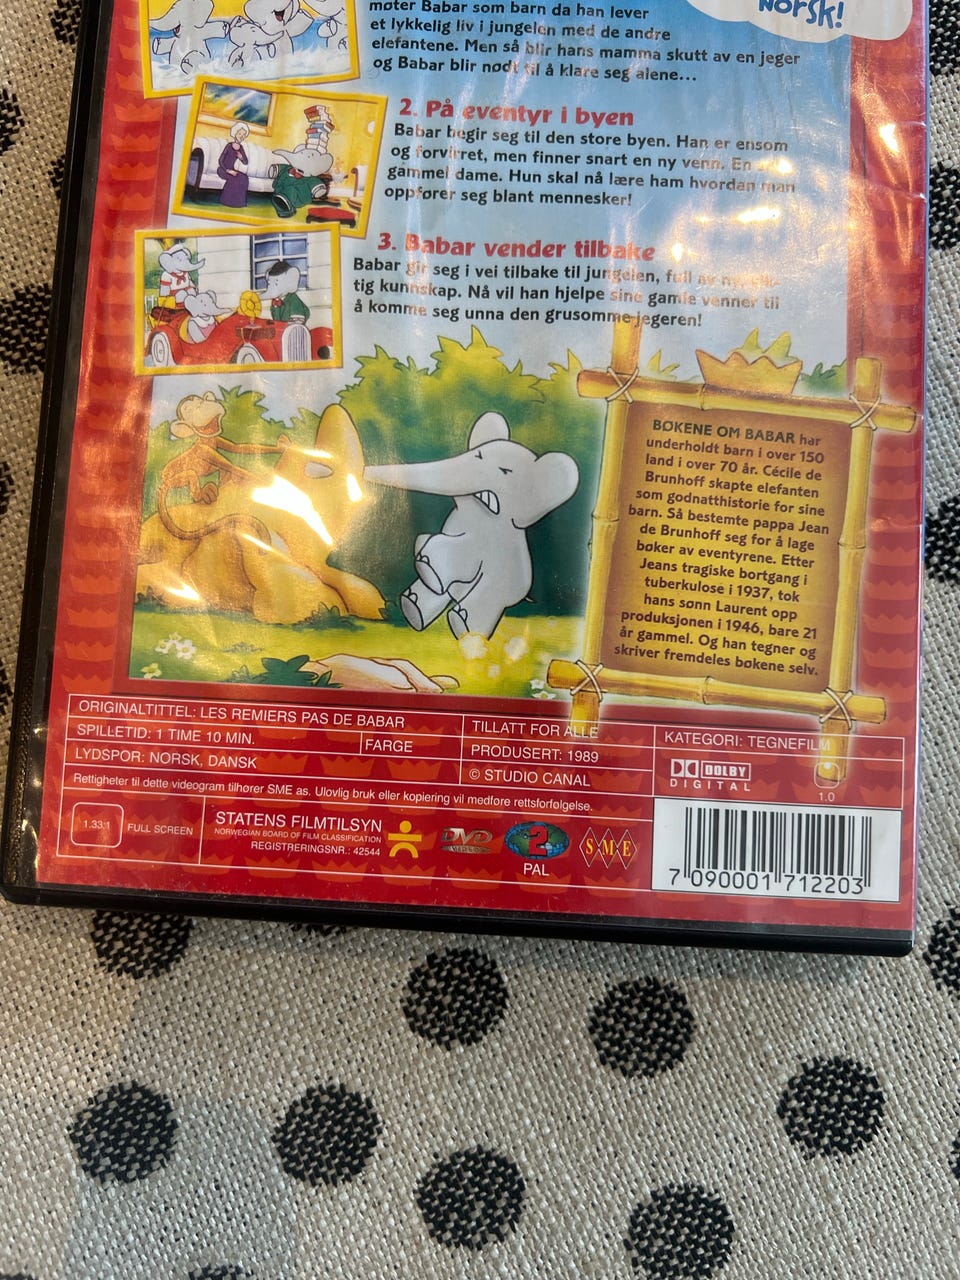 NORSK!
møter Babar som barn da han lever
et lykkelig liv i jungelen med de andre
elefantene. Men så blir hans mamma skutt av en jeger
og Babar blir nødt til å klare seg alene...
2. På eventyr i byen
Babar begir seg til den store byen. Han er ensom
og forvirret, men finner snart en ny venn. En
gammel dame. Hun skal nå lære ham hvordan man
oppfører seg blant mennesker!
3. Babar vender tilbake
Babar gir seg i vei tilbake til jungelen, full av
tig kunnskap. Nå vil han hjelpe sine gamle venner til
å komme seg unna den grusomme jegeren!
BØKENE OM BABAR har
underholdt barn i over 150
land i over 70 år. Cécile de
Brunhoff skapte elefanten
som godnatthistorie for sine
barn. Så bestemte pappa Jean
de Brunhoff seg for å lage
bøker av eventyrene. Etter
Jeans tragiske bortgang i
tuberkulose i 1937, tok
hans sønn Laurent opp
produksjonen i 1946, bare 21
år gammel. Og han tegner og
skriver fremdeles bøkene selv.
ORIGINALTITTEL: LES REMIERS PAS DE BABAR
SPILLETID: 1 TIME 10 MIN.
FARGE
LYDSPOR: NORSK, DANSK
TILLATT FOR ALLE
PRODUSERT: 1989
© STUDIO CANAL
KATEGORI: TEGNEFILM
DOLBY
DIGITAL
1.0
Rettigheter til dette videogram tilhører SME as. Ulovlig bruk eller kopiering vil medføre rettsforfølgelse.
1.33:1
FULL SCREEN
STATENS FILMTILSYN
NORWEGIAN BOARD OF FILM CLASSIFICATION
REGISTRERINGSNR.: 42544
DVD
VIDEO
2
PAL
SME
7 090001 712203